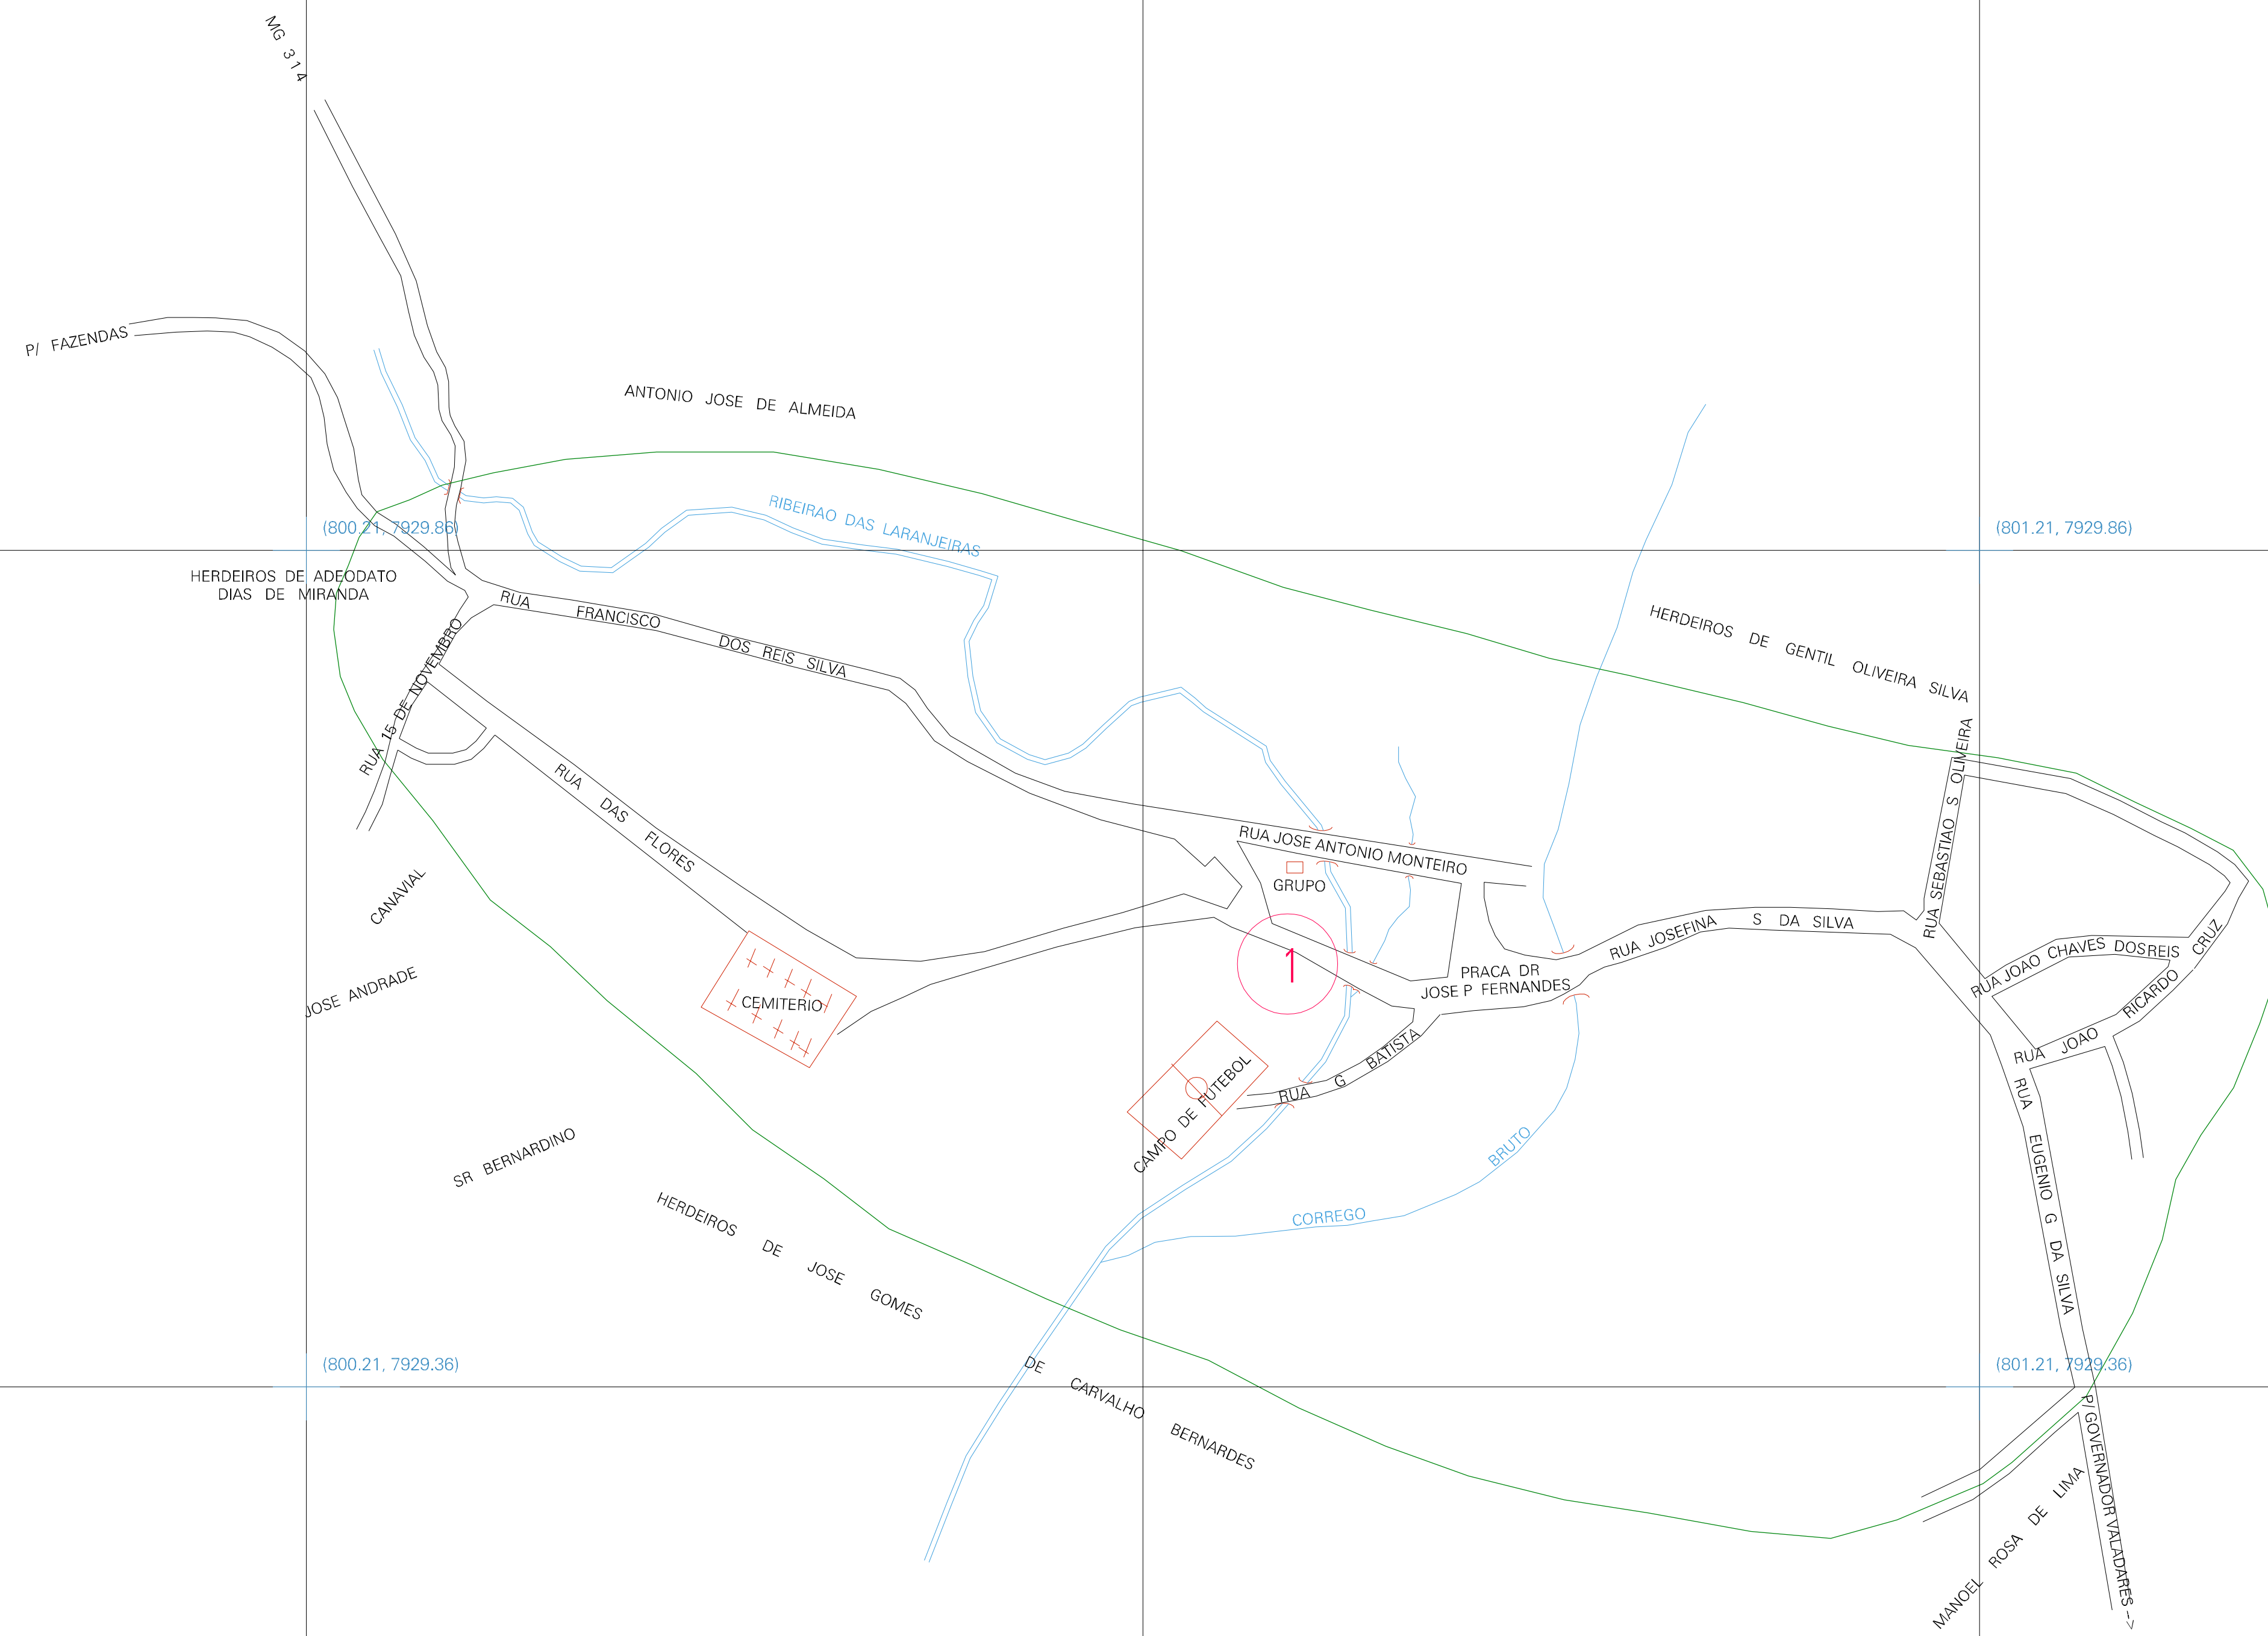 MG 314
P/ FAZENDAS
ANTONIO JOSE DE ALMEIDA
RIBEIRAO DAS LARANJEIRAS
(800.21, 7929.86)
(801.21, 7929.86)
HERDEIROS DE ADEODATO
DIAS DE MIRANDA
RUA FRANCISCO DOS REIS SILVA
HERDEIROS DE GENTIL OLIVEIRA SILVA
RUA 15 DE NOVEMBRO
RUA DAS FLORES
RUA SEBASTIAO S OLIVEIRA
RUA JOSE ANTONIO MONTEIRO
GRUPO
CANAVIAL
RUA JOSEFINA S DA SILVA
RUA JOAO CHAVES DOSREIS
RUA JOAO RICARDO CRUZ
1
PRACA DR
JOSE P FERNANDES
JOSE ANDRADE
CEMITERIO
CAMPO DE FUTEBOL
RUA G BATISTA
SR BERNARDINO
CORREGO BRUTO
RUA EUGENIO G DA SILVA
HERDEIROS DE JOSE GOMES DE CARVALHO BERNARDES
(800.21, 7929.36)
(801.21, 7929.36)
P/ GOVERNADOR VALADARES -->
MANOEL ROSA DE LIMA